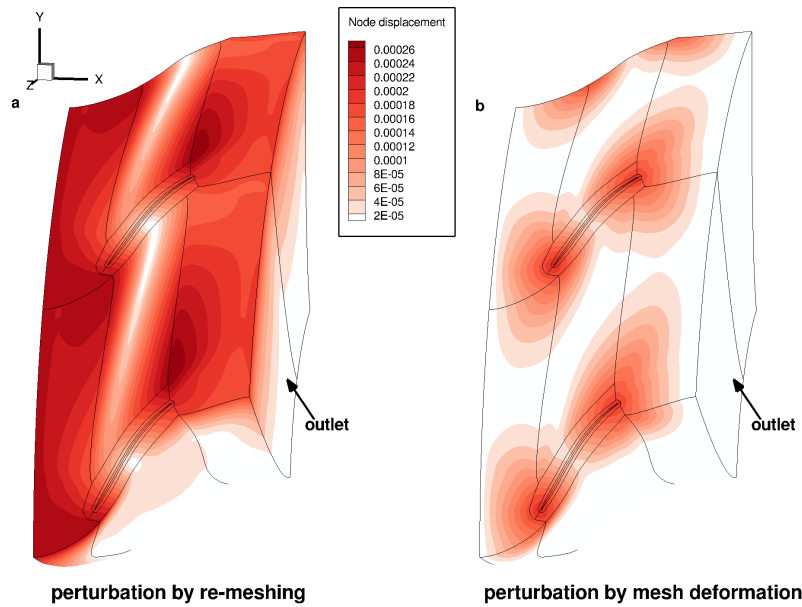 Y
X
Z
a
Node displacement
0.00026
0.00024
0.00022
0.0002
0.00018
0.00016
0.00014
0.00012
0.0001
8E-05
6E-05
4E-05
2E-05
b
outlet
outlet
perturbation by re-meshing
perturbation by mesh deformation